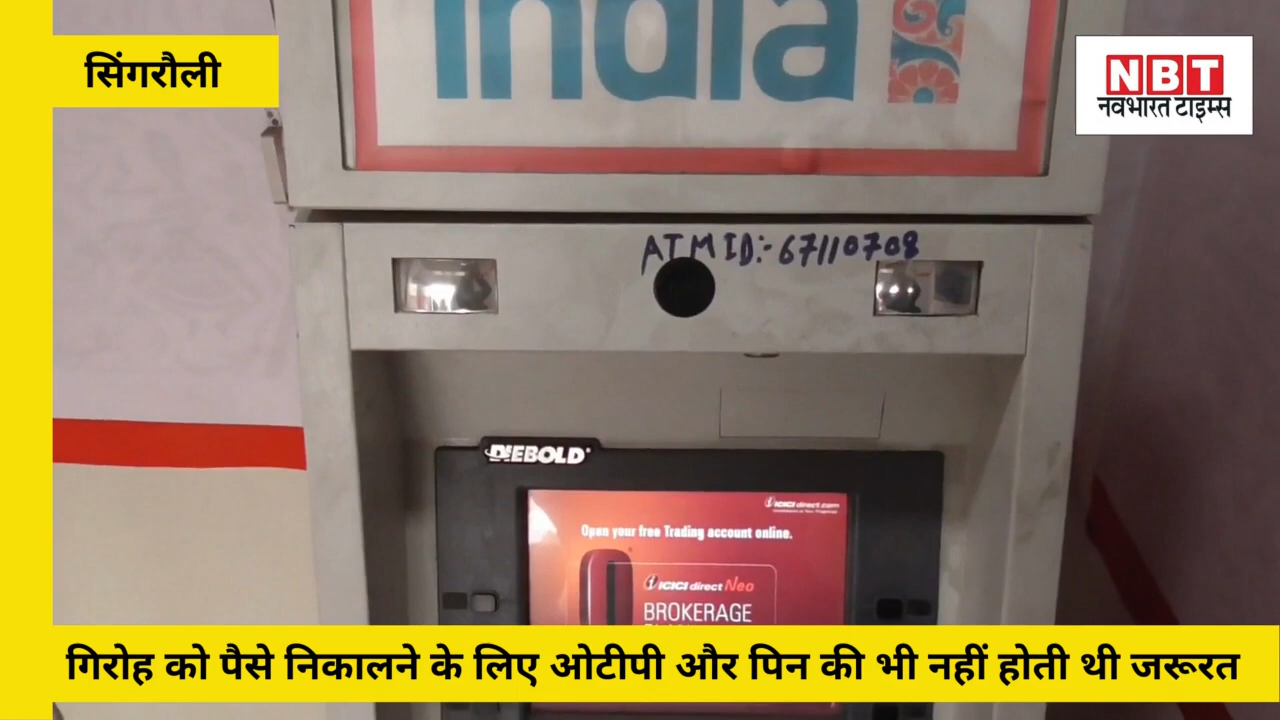 India
सिंगरौली
NBT
नवभारत टाइम्स
ATM ID:- 67110708
DIEBOLD
ICICI direct.com
Open your free Trading account online.
ICICI direct Neo
BROKERAGE
गिरोह को पैसे निकालने के लिए ओटीपी और पिन की भी नहीं होती थी जरूरत